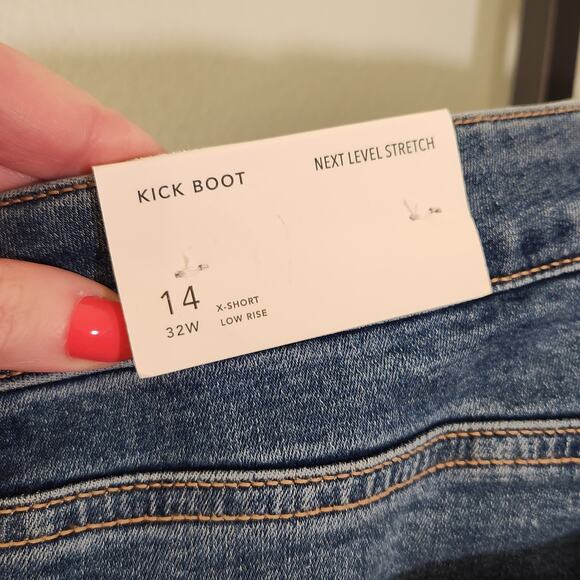 KICK BOOT
NEXT LEVEL STRETCH
14
32W
X-SHORT
LOW RISE